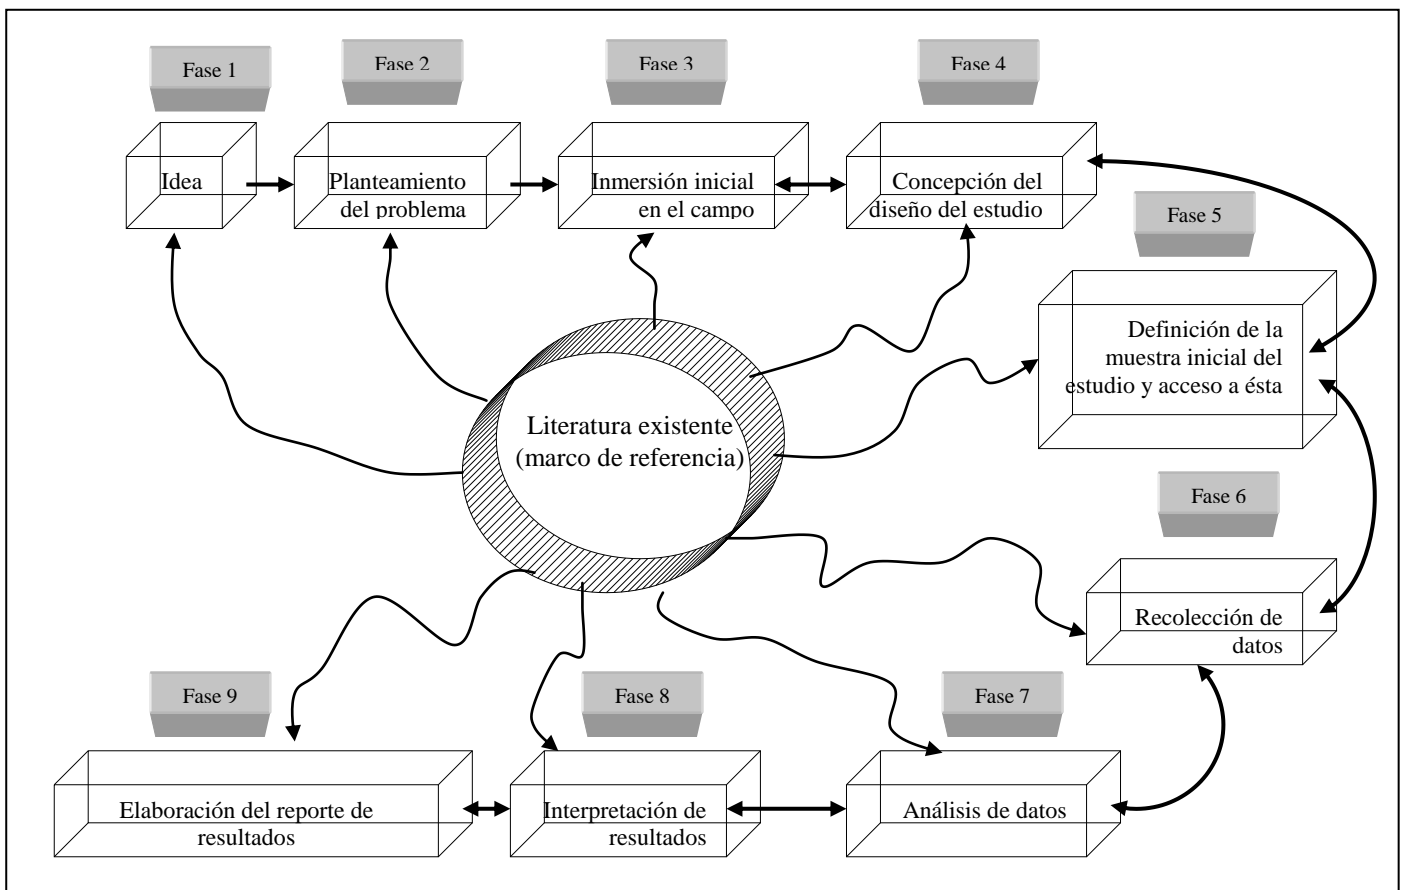 Fase 1
Fase 2
Fase 3
Fase 4
Idea
Planteamiento
del problema
Inmersión inicial
en el campo
Concepción del
diseño del estudio
Fase 5
Definición de la
muestra inicial del
estudio y acceso a ésta
Literatura existente
(marco de referencia)
Fase 6
Recolección de
datos
Fase 9
Fase 8
Fase 7
Elaboración del reporte de
resultados
Interpretación de
resultados
Análisis de datos